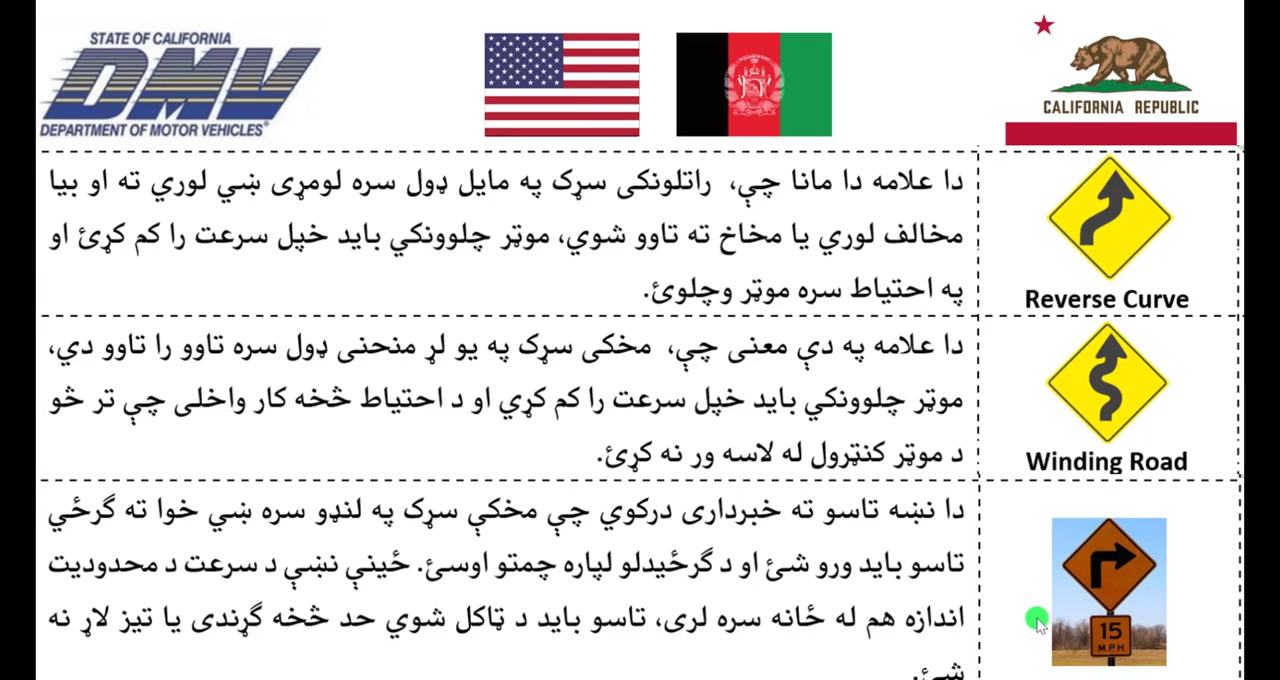 STATE OF CALIFORNIA
DMV
DEPARTMENT OF MOTOR VEHICLES®
CALIFORNIA REPUBLIC
دا علامه دا مانا چې، راتلونکی سړک په مایل ډول سره لومړی ښي لوري ته او بیا
مخالف لوري یا مخاخ ته تاوو شوي، موټر چلوونکي باید خپل سرعت را کم کړئ او
په احتیاط سره موټر وچلوئ.
Reverse Curve
دا علامه په دې معنی چې، مخکی سړک په یو لړ منحنی ډول سره تاوو را تاوو دي،
موټر چلوونکي باید خپل سرعت را کم کړي او د احتیاط څخه کار واخلی چې تر څو
د موټر کنټرول له لاسه ور نه کړئ.
Winding Road
دا نښه تاسو ته خبرداری درکوي چې مخکې سړک په لنډو سره ښي خوا ته ګرځي
تاسو باید ورو شئ او د ګرځیدلو لپاره چمتو اوسئ. ځینې نښې د سرعت د محدودیت
اندازه هم له ځانه سره لری، تاسو باید د ټاکل شوي حد څخه ګړندی یا تیز لاړ نه
شئ.
15
M.P.H.